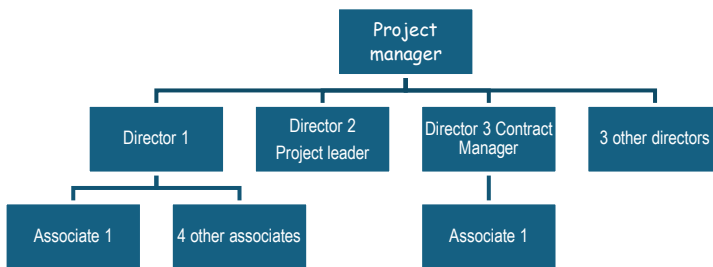 Project
manager
Director 1
Director 2
Project leader
Director 3 Contract
Manager
3 other directors
Associate 1
4 other associates
Associate 1